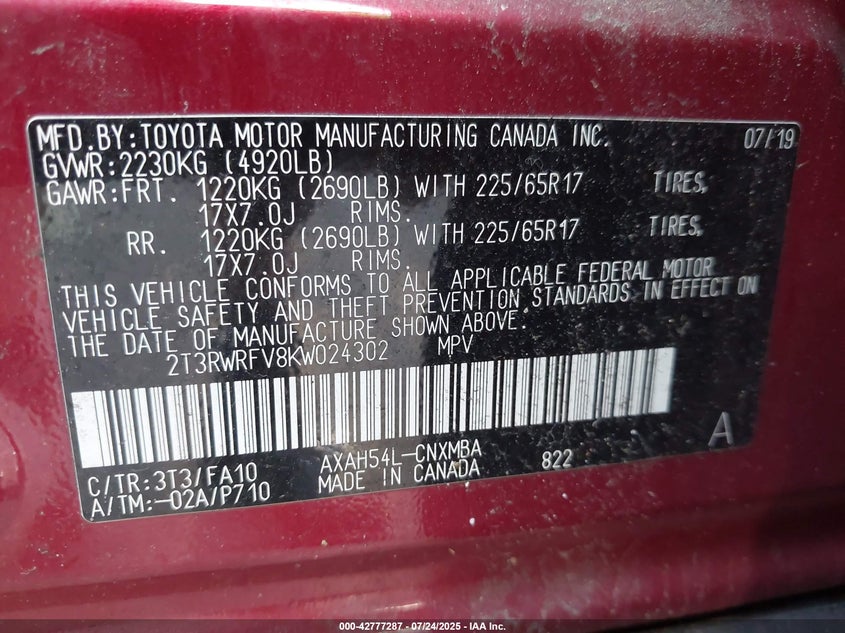 MFD.BY:TOYOTA MOTOR MANUFACTURING CANADA INC. 07/19
GVWR:2230KG (4920LB)
GAWR:FRT. 1220KG (2690LB) WITH 225/65R17 TIRES,
17X7.0J RIMS.
RR. 1220KG (2690LB) WITH 225/65R17 TIRES,
17X7.0J RIMS.
THIS VEHICLE CONFORMS TO ALL APPLICABLE FEDERAL MOTOR
VEHICLE SAFETY AND THEFT PREVENTION STANDARDS IN EFFECT ON
THE DATE OF MANUFACTURE SHOWN ABOVE.
2T3RWRFV8KW024302 MPV
A
C/TR:3T3/FA10 AXAH54L-CNXMBA 822
A/TM:-02A/P710 MADE IN CANADA
000-42777287 - 07/24/2025 - IAA Inc.